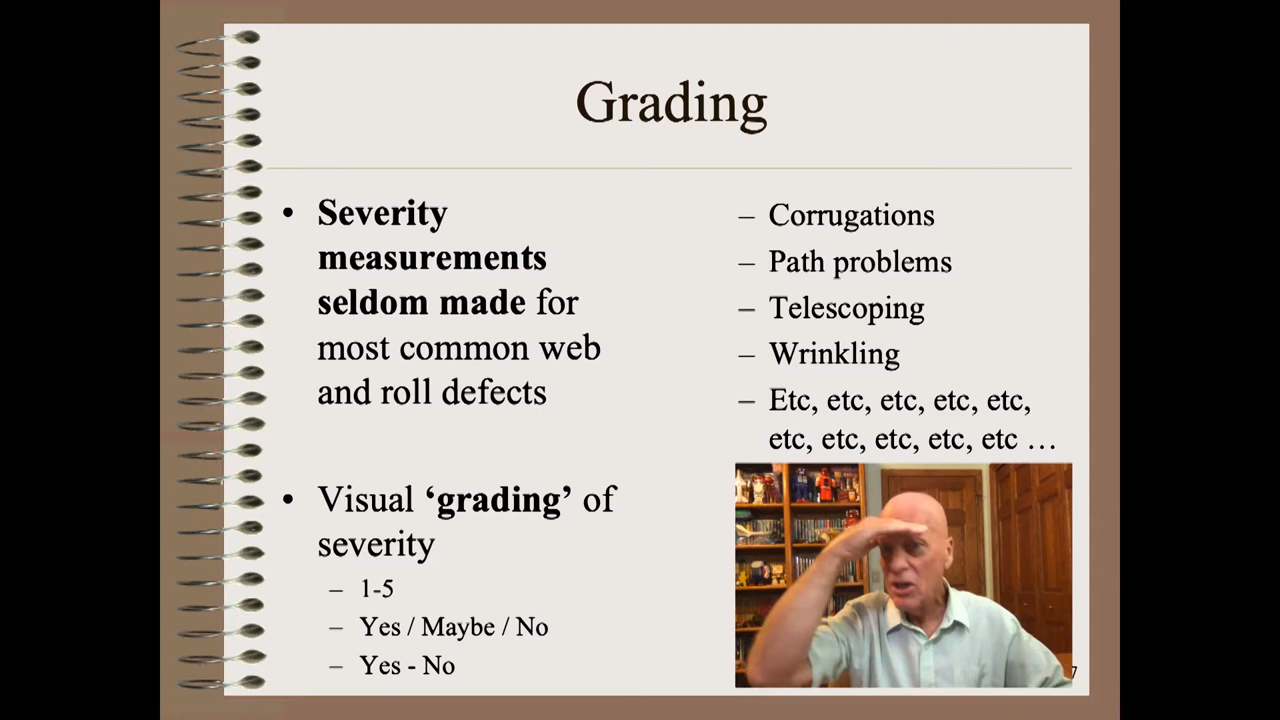 Grading
• Severity
measurements
seldom made for
most common web
and roll defects
• Visual ‘grading’ of
severity
– 1-5
– Yes / Maybe / No
– Yes - No
– Corrugations
– Path problems
– Telescoping
– Wrinkling
– Etc, etc, etc, etc, etc,
etc, etc, etc, etc, etc …
7